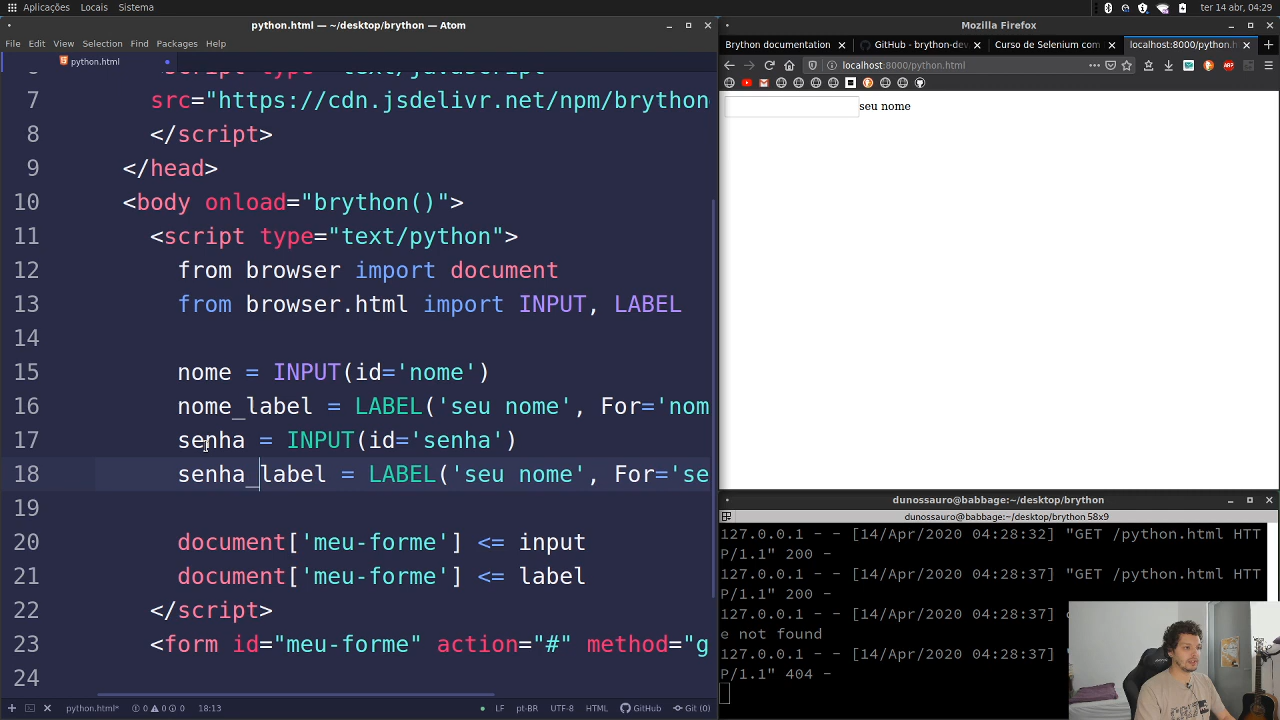 Aplicações Locais Sistema
ter 14 abr, 04:29
python.html — ~/desktop/brython — Atom
File Edit View Selection Find Packages Help
python.html
7 src="https://cdn.jsdelivr.net/npm/brython
8 </script>
9 </head>
10 <body onload="brython()">
11 <script type="text/python">
12 from browser import document
13 from browser.html import INPUT, LABEL
14
15 nome = INPUT(id='nome')
16 nome_label = LABEL('seu nome', For='nom
17 senha = INPUT(id='senha')
18 senha_label = LABEL('seu nome', For='se
19
20 document['meu-forme'] <= input
21 document['meu-forme'] <= label
22 </script>
23 <form id="meu-forme" action="#" method="g
24
python.html* 0 0 0 18:13 LF pt-BR UTF-8 HTML GitHub Git (0)
Mozilla Firefox
Brython documentation GitHub - brython-dev Curso de Selenium com localhost:8000/python.h
localhost:8000/python.html
seu nome
dunossauro@babbage:~/desktop/brython
dunossauro@babbage:~/desktop/brython 58x9
127.0.0.1 - - [14/Apr/2020 04:28:32] "GET /python.html HTT
P/1.1" 200 -
127.0.0.1 - - [14/Apr/2020 04:28:37] "GET /python.html HTT
P/1.1" 200 -
127.0.0.1 - - [14/Apr/2020 04:28:37]
e not found
127.0.0.1 - - [14/Apr/2020 04:28:37]
P/1.1" 404 -